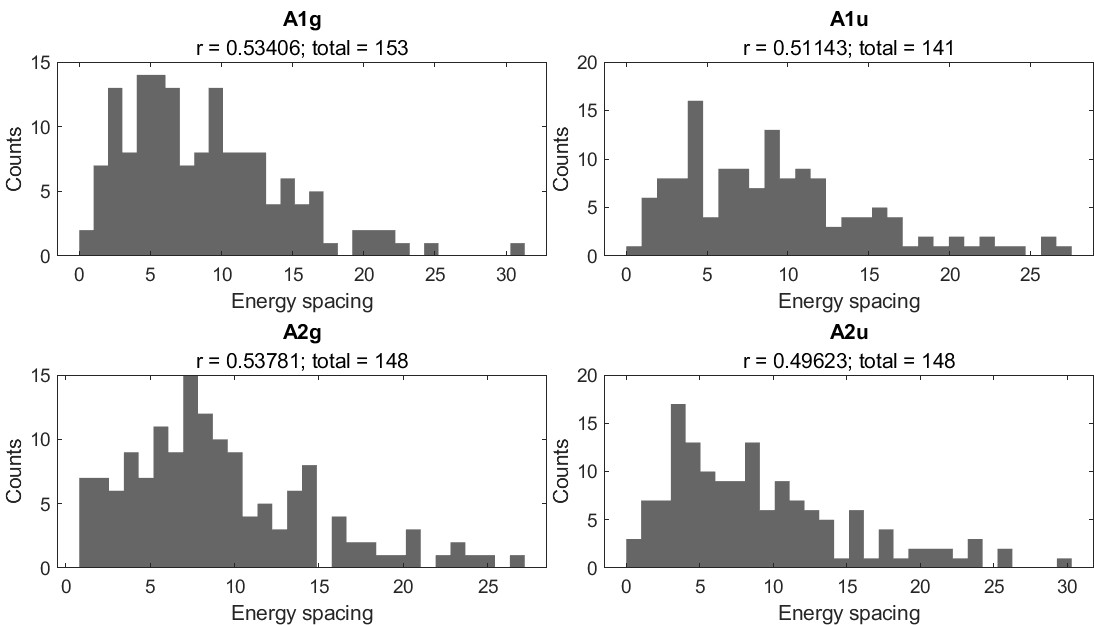 A1g
r = 0.53406; total = 153
15
10
5
0
Counts
0 5 10 15 20 25 30
Energy spacing
A1u
r = 0.51143; total = 141
20
15
10
5
0
Counts
0 5 10 15 20 25
Energy spacing
A2g
r = 0.53781; total = 148
15
10
5
0
Counts
0 5 10 15 20 25
Energy spacing
A2u
r = 0.49623; total = 148
20
15
10
5
0
Counts
0 5 10 15 20 25 30
Energy spacing